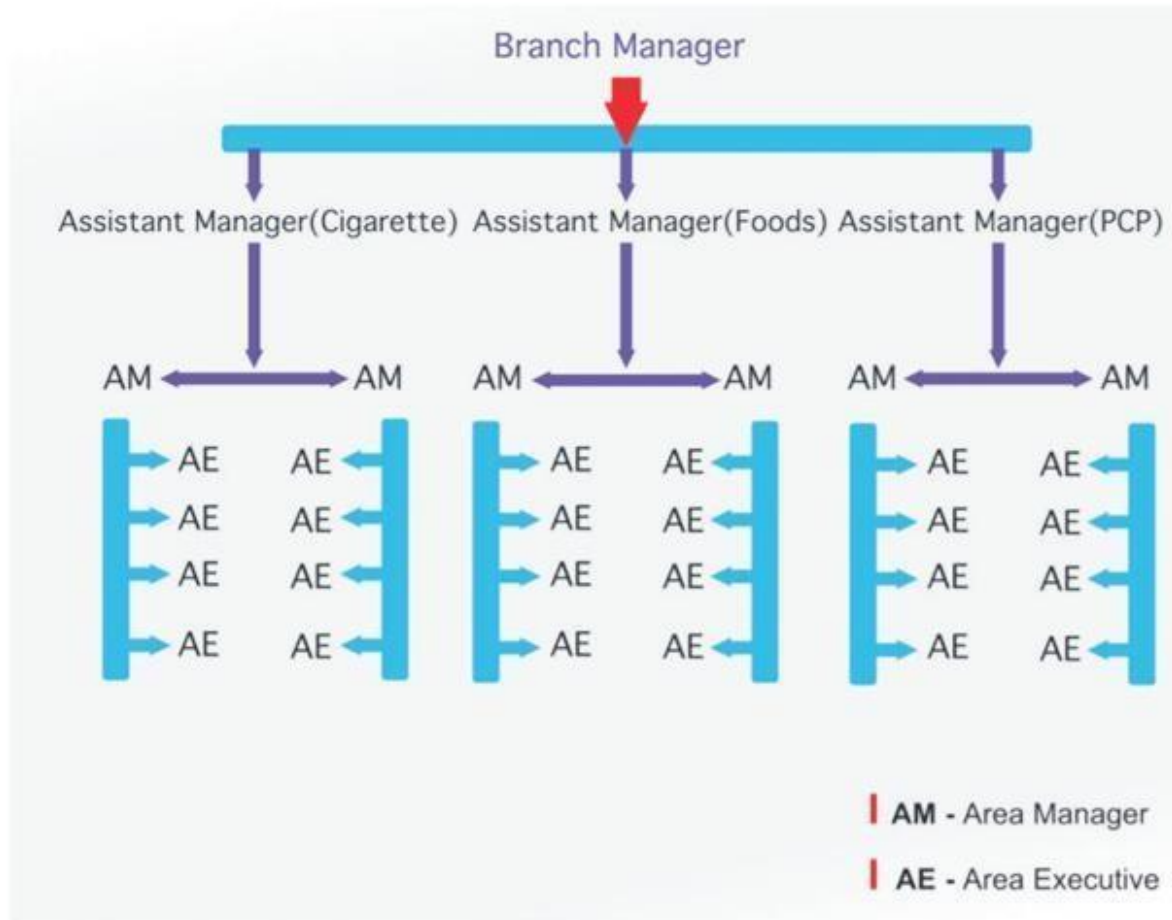 Branch Manager
Assistant Manager(Cigarette) Assistant Manager(Foods) Assistant Manager(PCP)
AM AM AM AM AM AM
AE AE AE AE AE AE
AE AE AE AE AE AE
AE AE AE AE AE AE
AE AE AE AE AE AE
AM - Area Manager
AE - Area Executive